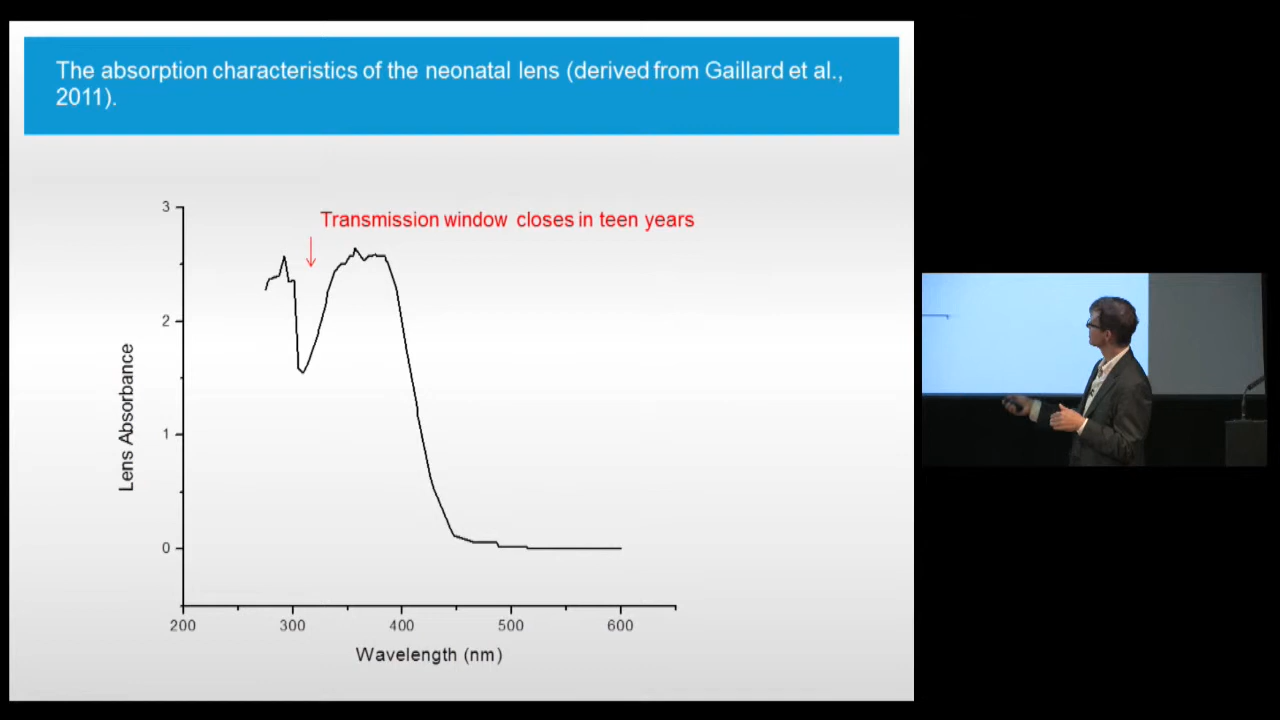 The absorption characteristics of the neonatal lens (derived from Gaillard et al.,
2011).
Transmission window closes in teen years
3
2
1
0
Lens Absorbance
200 300 400 500 600
Wavelength (nm)